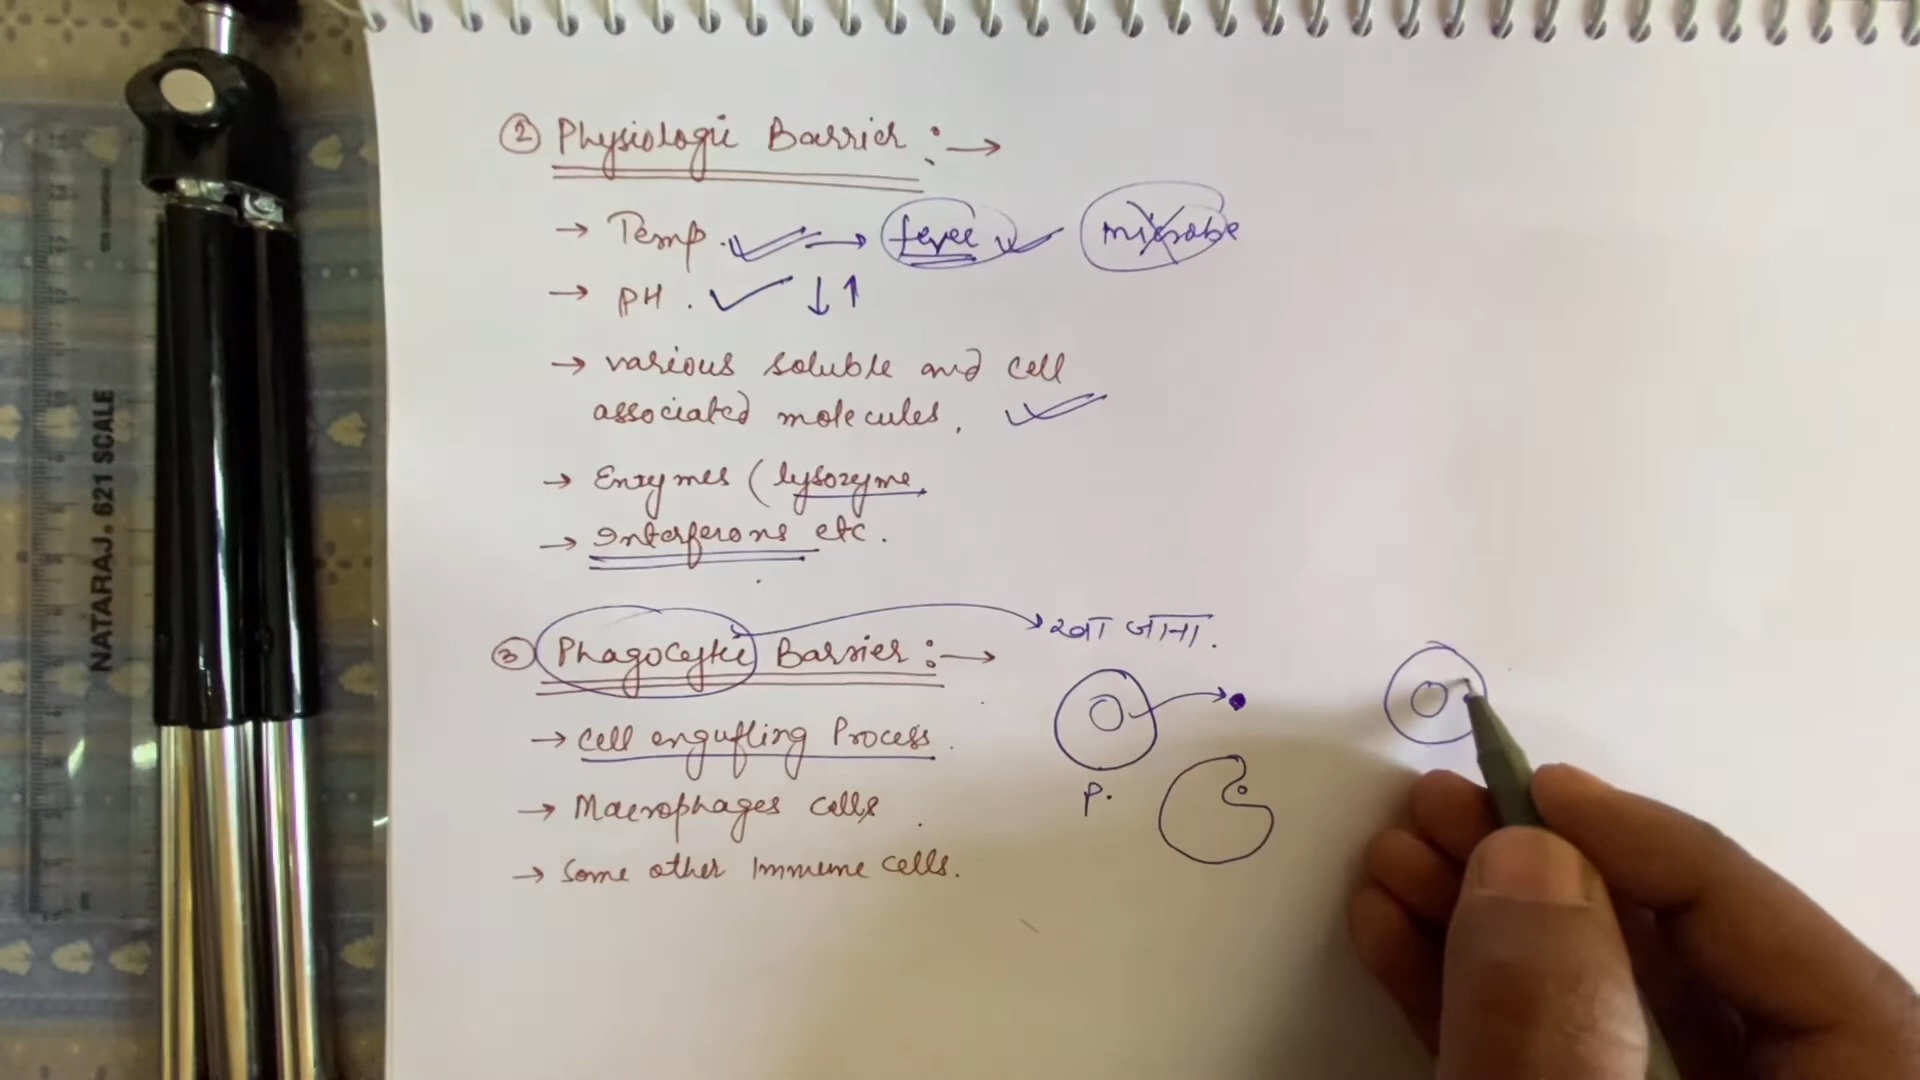 ② Physiologic Barrier :→
→ Temp. → fever microbe
→ PH . ↓↑
→ various soluble and cell
associated molecules.
→ Enzymes (lysozyme
→ Interferons etc.
③ Phagocytic Barrier :→
खा जाना.
→ cell engufling Process.
→ Macrophages cells.
P.
→ Some other Immune cells.
NATARAJ. 621 SCALE